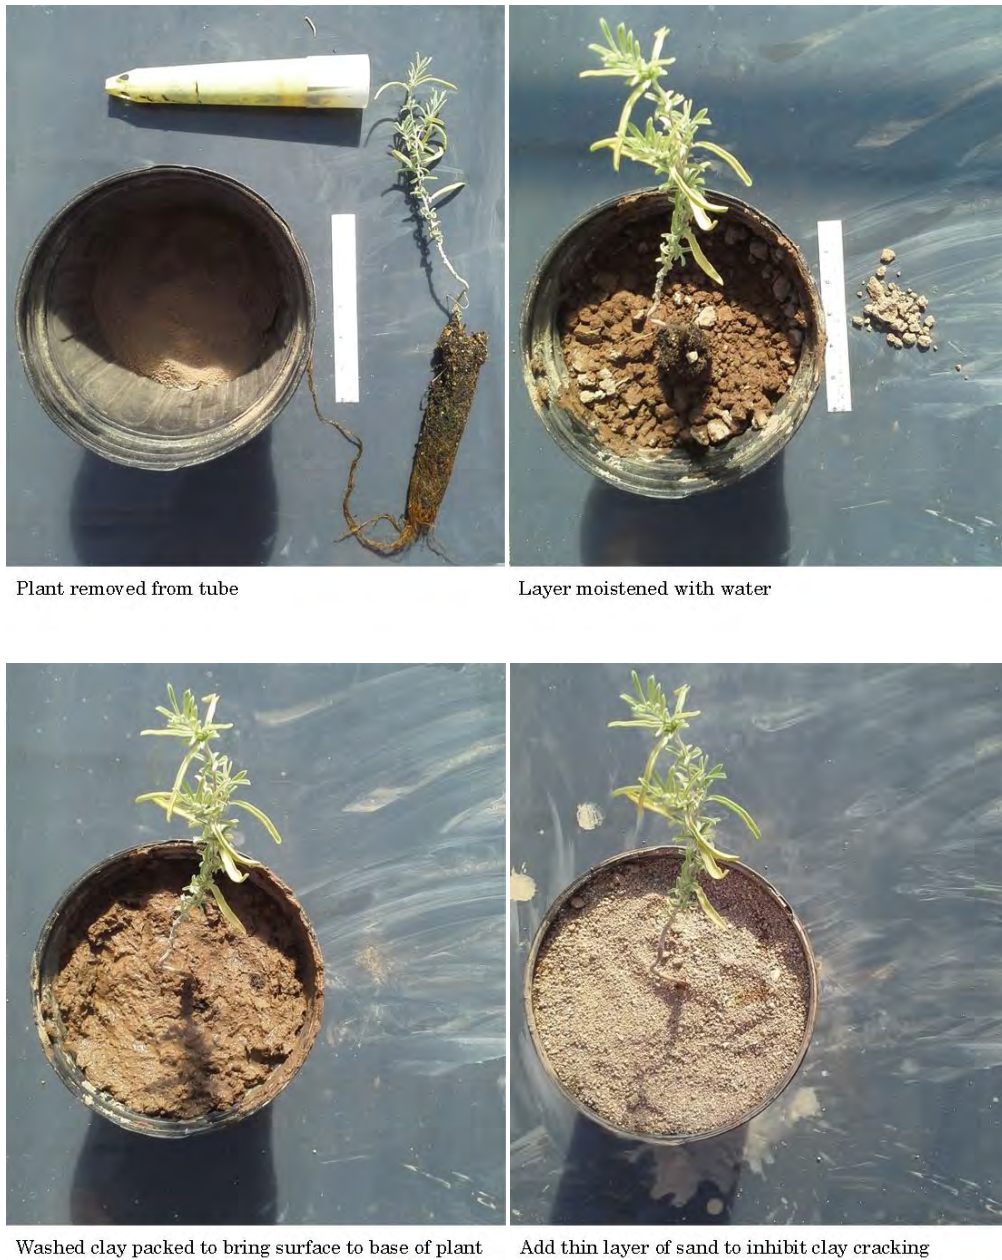 Plant removed from tube
Layer moistened with water
Washed clay packed to bring surface to base of plant
Add thin layer of sand to inhibit clay cracking